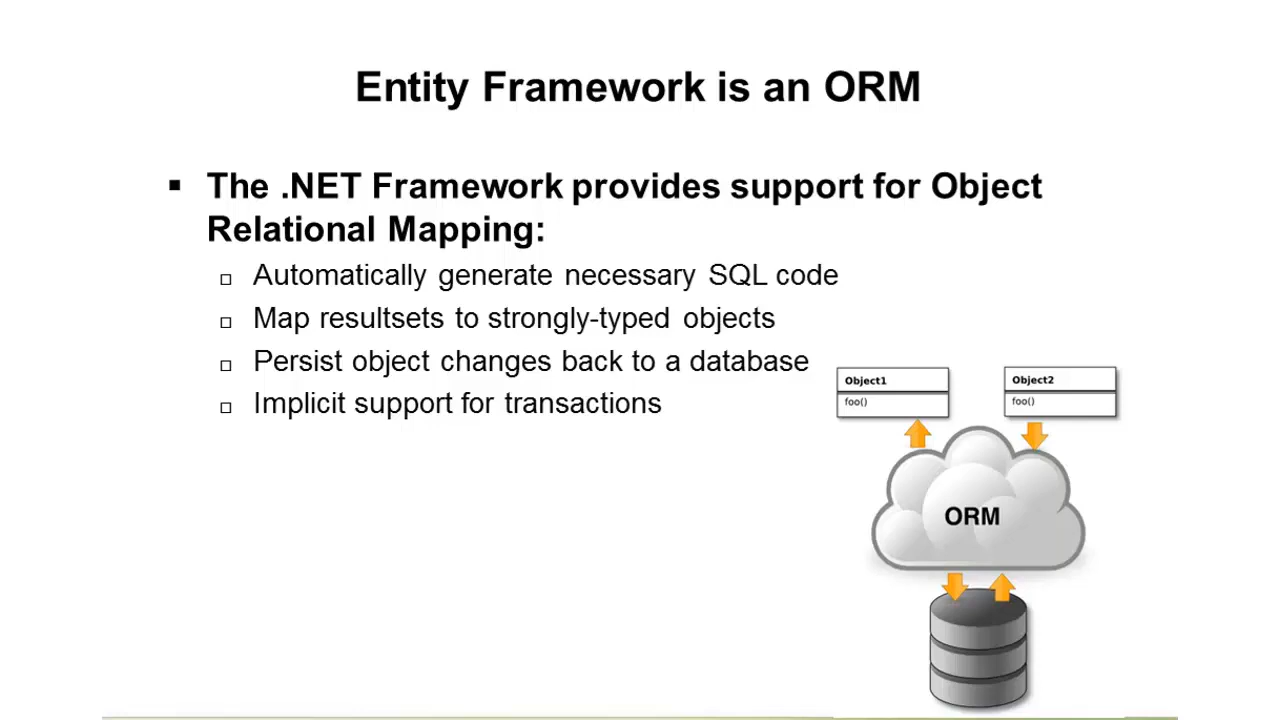 Entity Framework is an ORM
▪ The .NET Framework provides support for Object
Relational Mapping:
□ Automatically generate necessary SQL code
□ Map resultsets to strongly-typed objects
□ Persist object changes back to a database
□ Implicit support for transactions
Object1
foo()
Object2
foo()
ORM